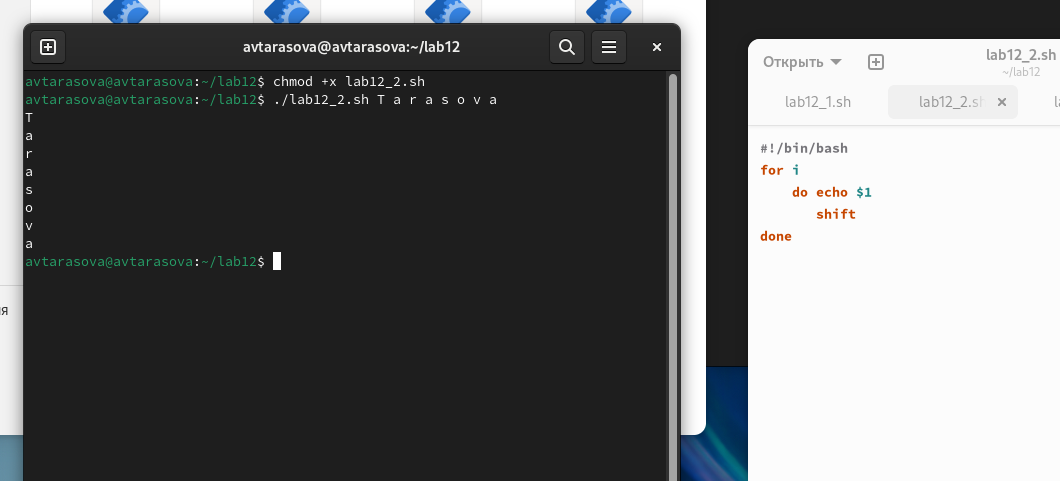 avtarasova@avtarasova:~/lab12
avtarasova@avtarasova:~/lab12$ chmod +x lab12_2.sh
avtarasova@avtarasova:~/lab12$ ./lab12_2.sh T a r a s o v a
T
a
r
a
s
o
v
a
avtarasova@avtarasova:~/lab12$
Открыть
lab12_2.sh
~/lab12
lab12_1.sh
lab12_2.sh
#!/bin/bash
for i
do echo $1
shift
done